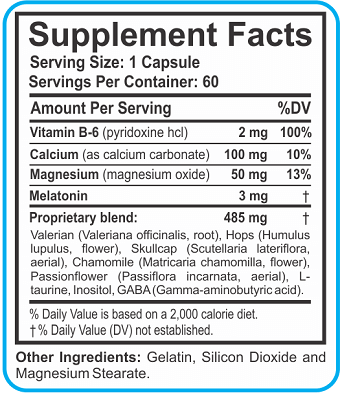 Supplement Facts
Serving Size: 1 Capsule
Servings Per Container: 60
Amount Per Serving %DV
Vitamin B-6 (pyridoxine hcl) 2 mg 100%
Calcium (as calcium carbonate) 100 mg 10%
Magnesium (magnesium oxide) 50 mg 13%
Melatonin 3 mg †
Proprietary blend: 485 mg †
Valerian (Valeriana officinalis, root), Hops (Humulus
lupulus, flower), Skullcap (Scutellaria lateriflora,
aerial), Chamomile (Matricaria chamomilla, flower),
Passionflower (Passiflora incarnata, aerial), L-
taurine, Inositol, GABA (Gamma-aminobutyric acid).
% Daily Value is based on a 2,000 calorie diet.
† % Daily Value (DV) not established.
Other Ingredients: Gelatin, Silicon Dioxide and
Magnesium Stearate.